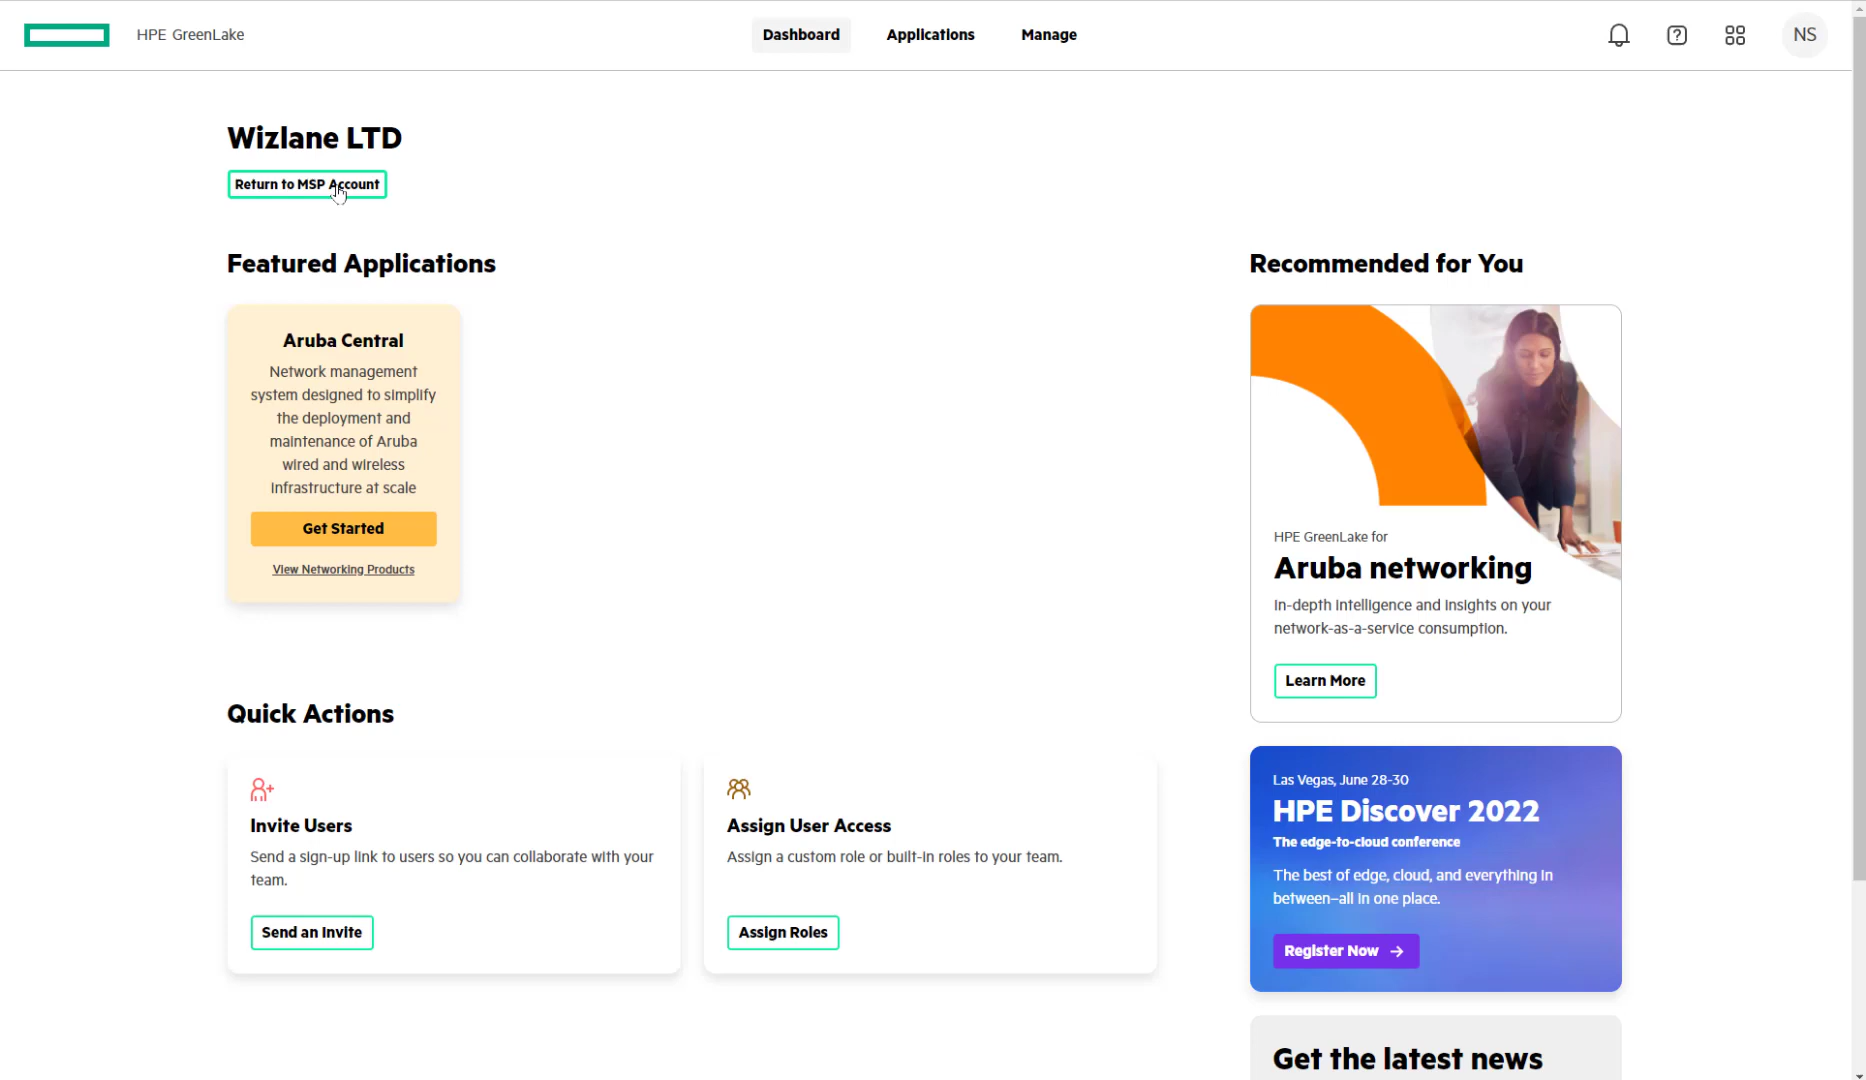 HPE GreenLake
Dashboard
Applications
Manage
?
NS
Wizlane LTD
Return to MSP Account
Featured Applications
Aruba Central
Network management
system designed to simplify
the deployment and
maintenance of Aruba
wired and wireless
infrastructure at scale
Get Started
View Networking Products
Quick Actions
Invite Users
Send a sign-up link to users so you can collaborate with your
team.
Send an Invite
Assign User Access
Assign a custom role or built-in roles to your team.
Assign Roles
Recommended for You
HPE GreenLake for
Aruba networking
In-depth intelligence and insights on your
network-as-a-service consumption.
Learn More
Las Vegas, June 28-30
HPE Discover 2022
The edge-to-cloud conference
The best of edge, cloud, and everything in
between–all in one place.
Register Now →
Get the latest news